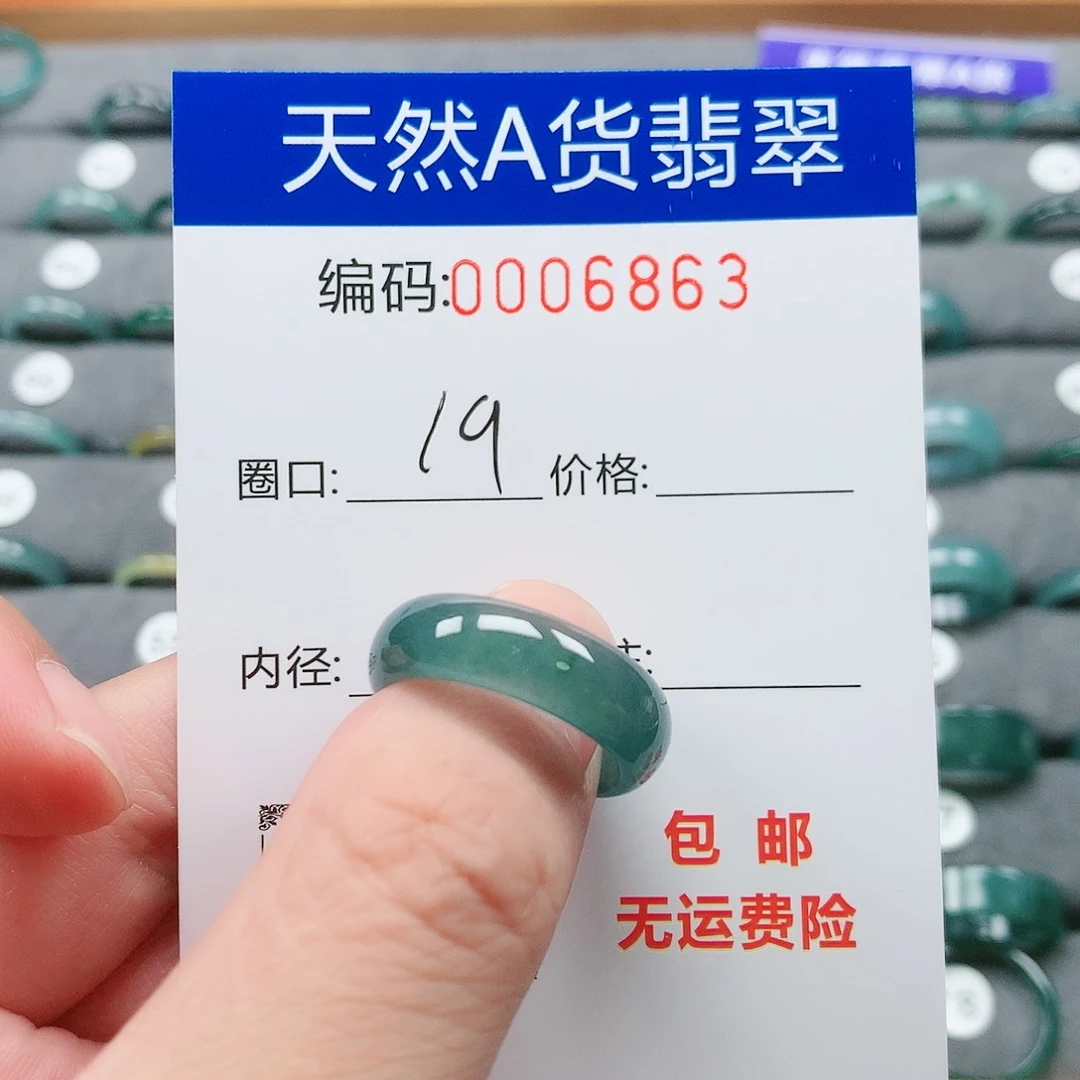 天然A货翡翠
编码:0006863
圈口: 19 价格:
内径:
包 邮
无运费险